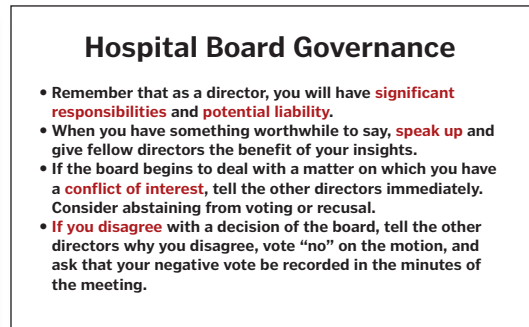 Hospital Board Governance
• Remember that as a director, you will have significant
responsibilities and potential liability.
• When you have something worthwhile to say, speak up and
give fellow directors the benefit of your insights.
• If the board begins to deal with a matter on which you have
a conflict of interest, tell the other directors immediately.
Consider abstaining from voting or recusal.
• If you disagree with a decision of the board, tell the other
directors why you disagree, vote “no” on the motion, and
ask that your negative vote be recorded in the minutes of
the meeting.